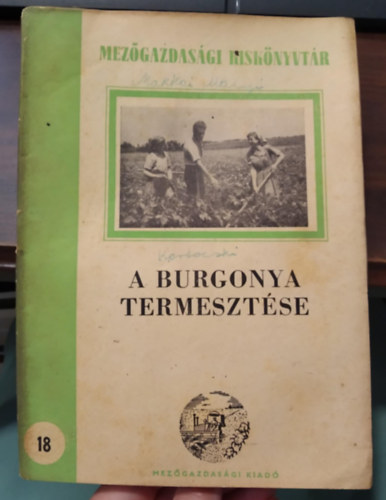 MEZŐGAZDASÁGI KISKÖNYVTÁR
A BURGONYA
TERMESZTÉSE
18
MEZŐGAZDASÁGI KIADÓ